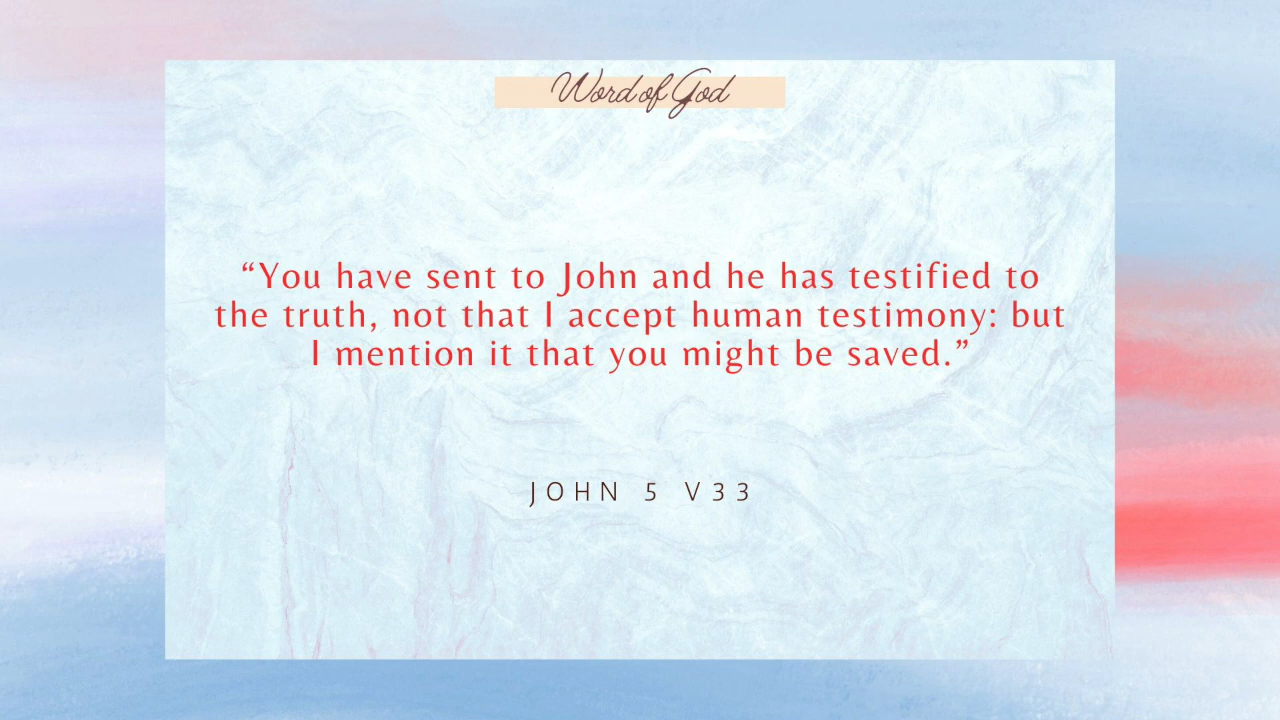 Word of God
“You have sent to John and he has testified to
the truth, not that I accept human testimony: but
I mention it that you might be saved.”
JOHN 5 V33